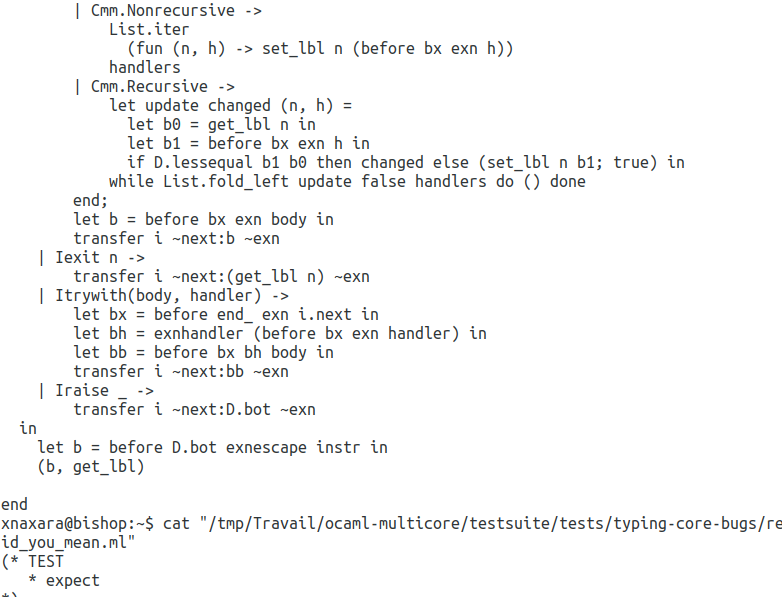 | Cmm.Nonrecursive ->
List.iter
(fun (n, h) -> set_lbl n (before bx exn h))
handlers
| Cmm.Recursive ->
let update changed (n, h) =
let b0 = get_lbl n in
let b1 = before bx exn h in
if D.lessequal b1 b0 then changed else (set_lbl n b1; true) in
while List.fold_left update false handlers do () done
end;
let b = before bx exn body in
transfer i ~next:b ~exn
| Iexit n ->
transfer i ~next:(get_lbl n) ~exn
| Itrywith(body, handler) ->
let bx = before end_ exn i.next in
let bh = exnhandler (before bx exn handler) in
let bb = before bx bh body in
transfer i ~next:bb ~exn
| Iraise _ ->
transfer i ~next:D.bot ~exn
in
let b = before D.bot exnescape instr in
(b, get_lbl)
end
xnaxara@bishop:~$ cat "/tmp/Travail/ocaml-multicore/testsuite/tests/typing-core-bugs/re
id_you_mean.ml"
(* TEST
* expect
*)